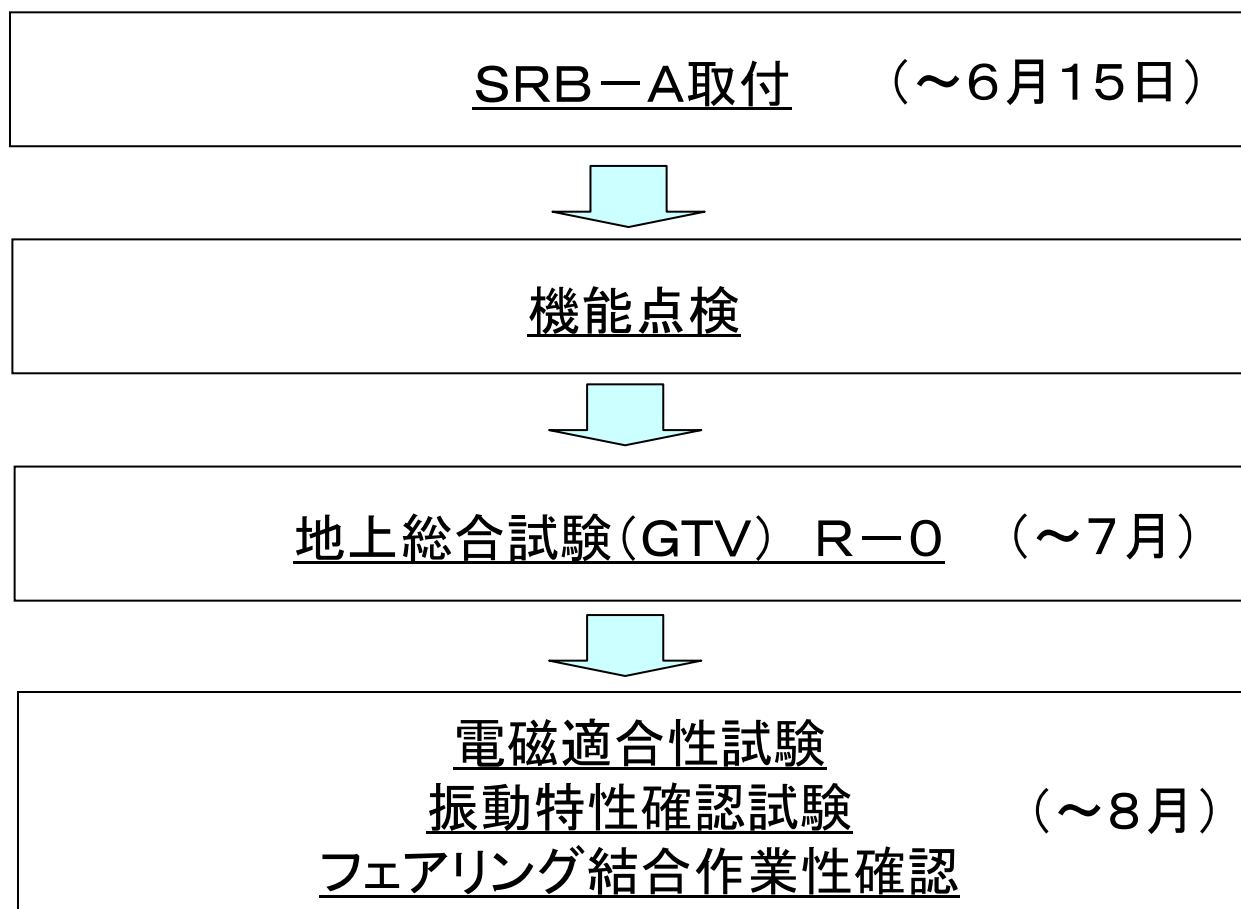 SRB－A取付　（～6月15日）
機能点検
地上総合試験（GTV）　R－0　（～7月）
電磁適合性試験
振動特性確認試験　（～8月）
フェアリング結合作業性確認